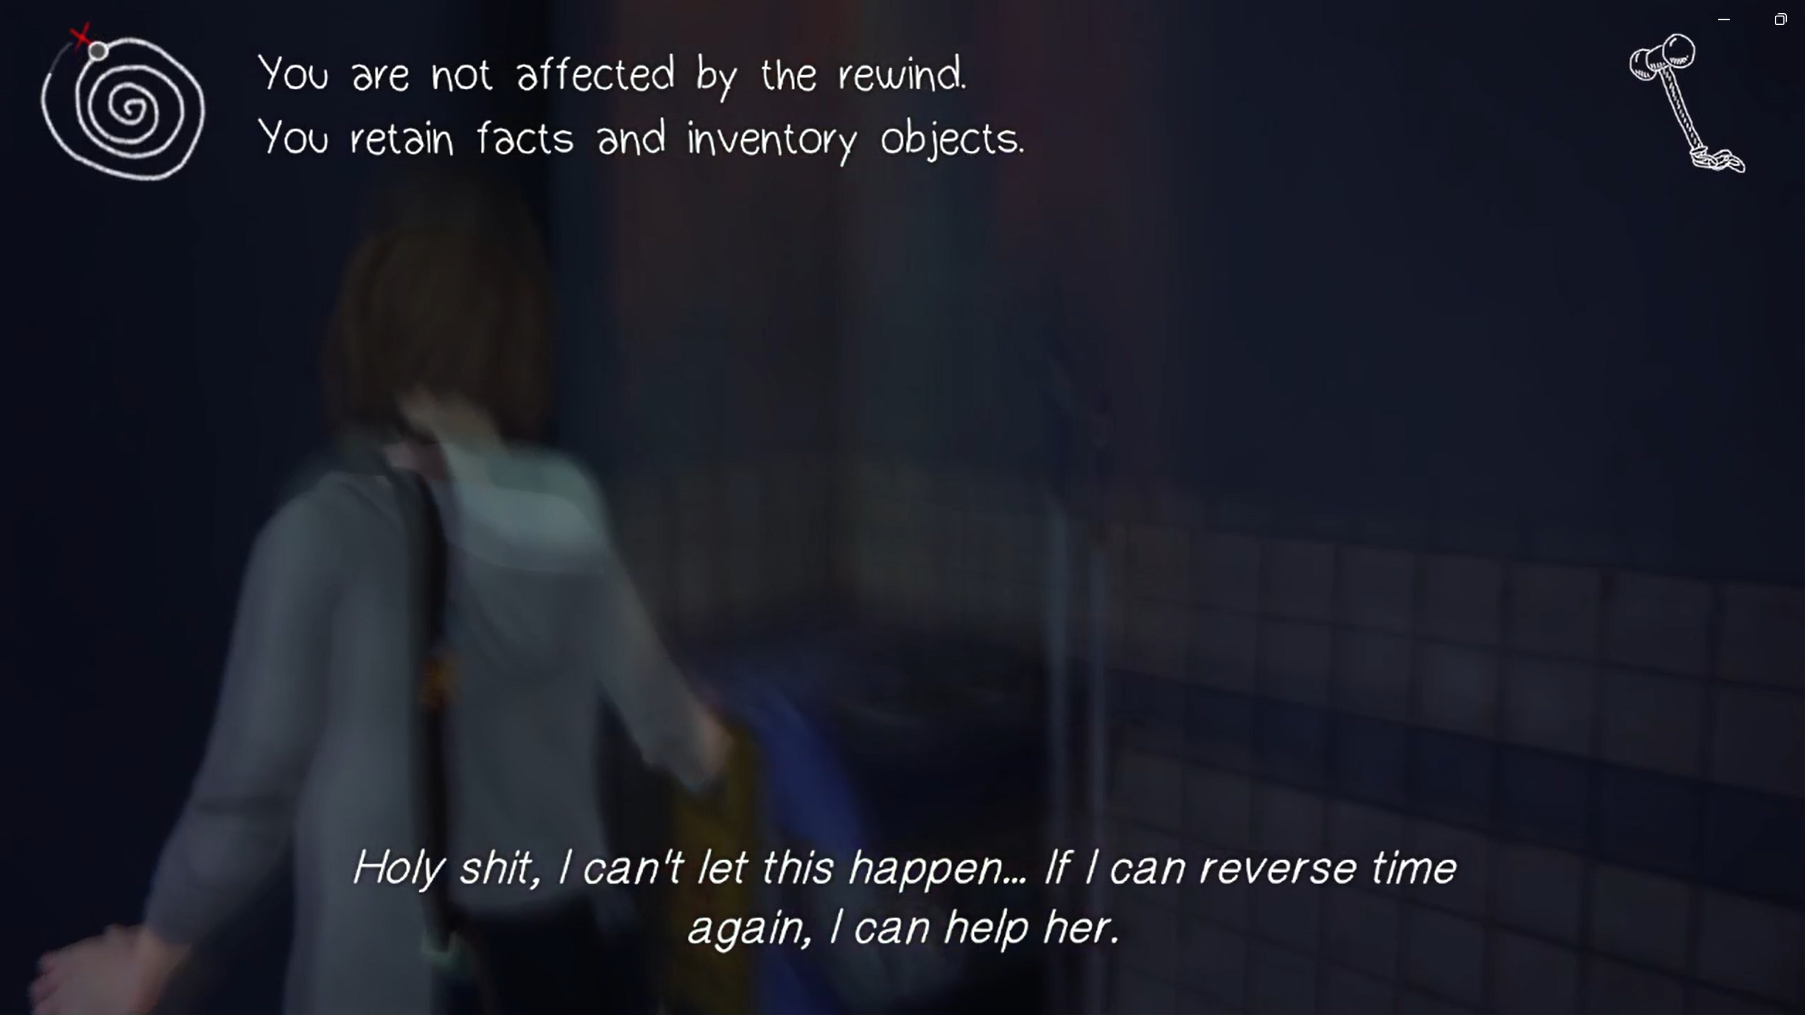 You are not affected by the rewind.
You retain facts and inventory objects.
Holy shit, I can't let this happen... If I can reverse time
again, I can help her.